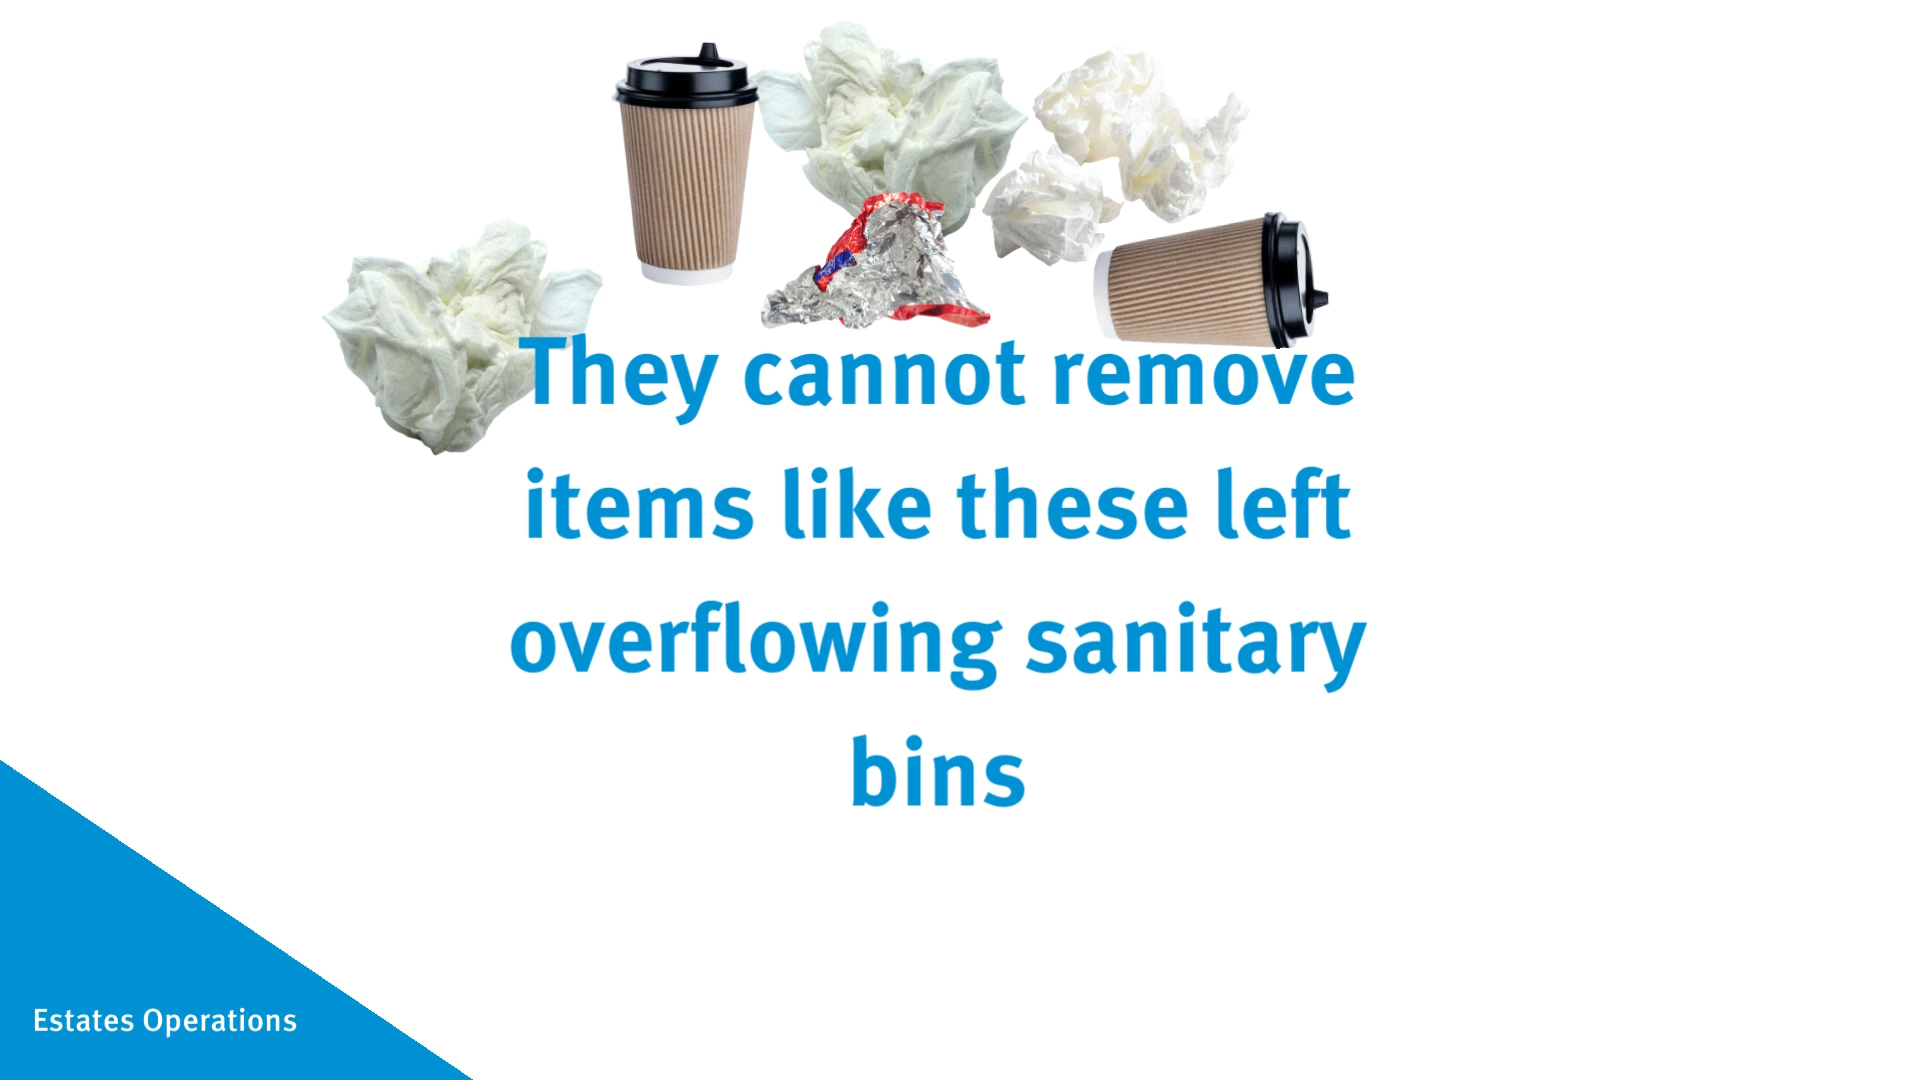 They cannot remove
items like these left
overflowing sanitary
bins
Estates Operations